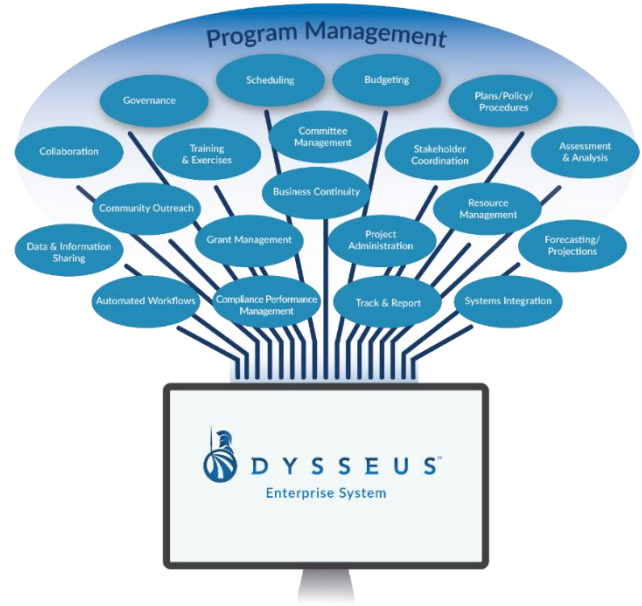 Program Management
Scheduling
Budgeting
Governance
Plans/Policy/
Procedures
Committee
Management
Collaboration
Training
& Exercises
Stakeholder
Coordination
Assessment
& Analysis
Business Continuity
Community Outreach
Resource
Management
Data & Information
Sharing
Grant Management
Project
Administration
Forecasting/
Projections
Automated Workflows
Compliance Performance
Management
Track & Report
Systems Integration
ODYSSEUS™
Enterprise System